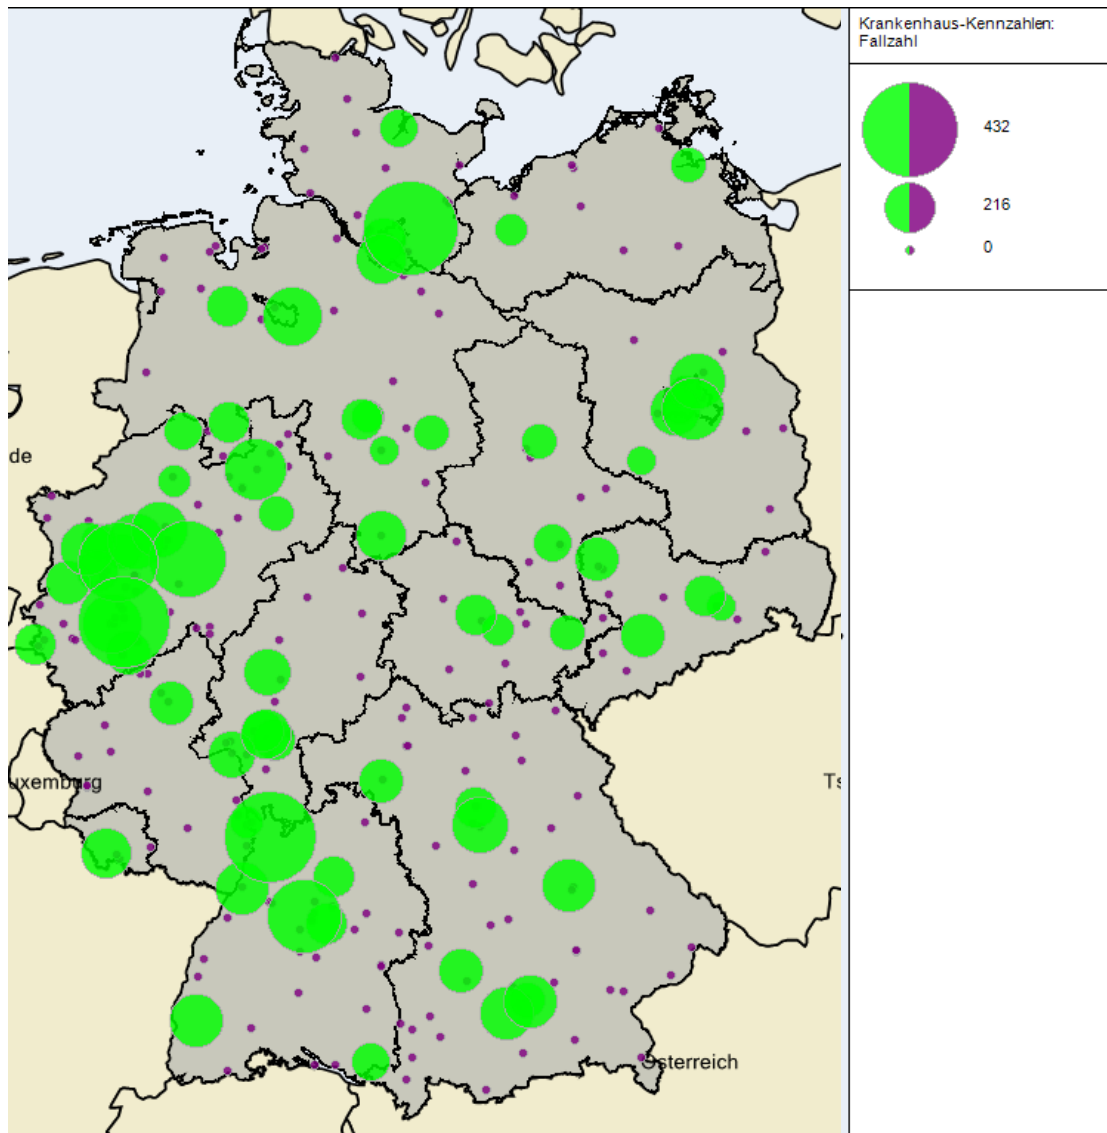 Krankenhaus-Kennzahlen:
Fallzahl
432
216
0
de
uxemburg
Ts
Österreich